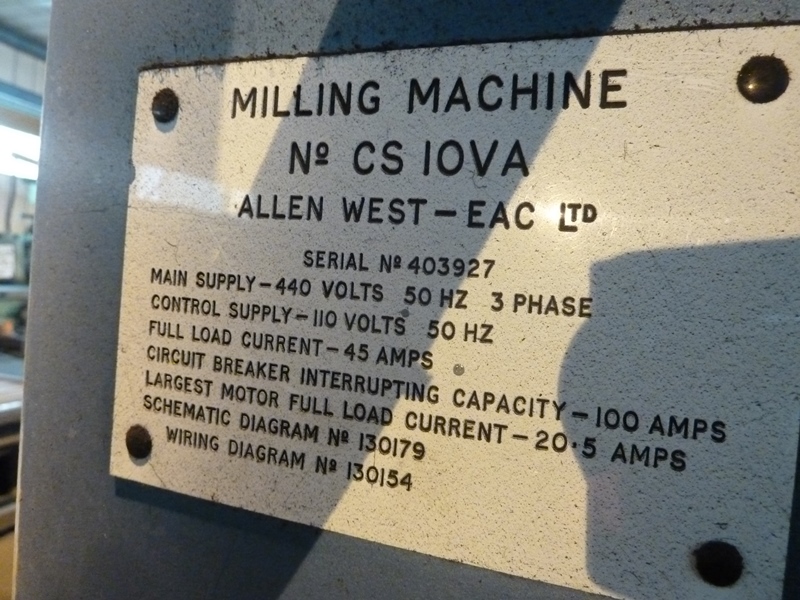 MILLING MACHINE
Nº CS 10VA
ALLEN WEST – EAC LTD
SERIAL Nº 403927
MAIN SUPPLY – 440 VOLTS 50 HZ 3 PHASE
CONTROL SUPPLY – 110 VOLTS 50 HZ
FULL LOAD CURRENT – 45 AMPS
CIRCUIT BREAKER INTERRUPTING CAPACITY – 100 AMPS
LARGEST MOTOR FULL LOAD CURRENT – 20·5 AMPS
SCHEMATIC DIAGRAM Nº 130179
WIRING DIAGRAM Nº 130154